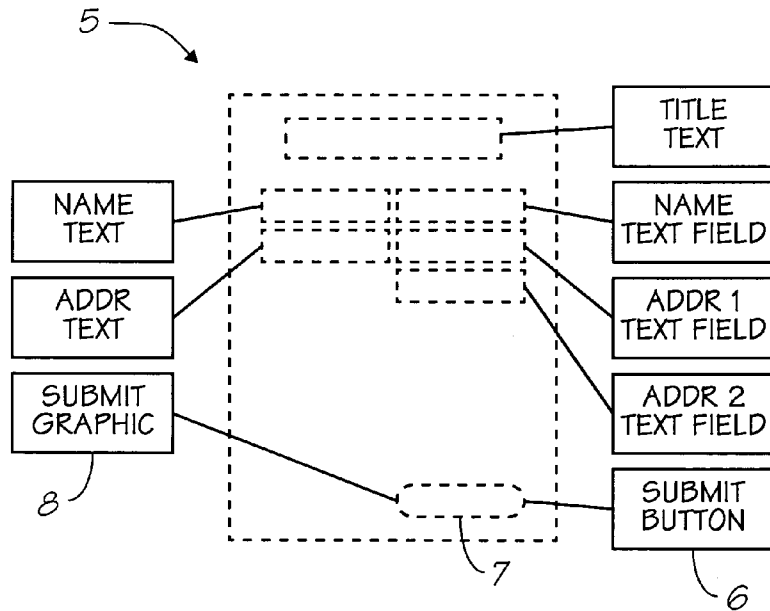 5
TITLE
TEXT
NAME
TEXT
NAME
TEXT FIELD
ADDR
TEXT
ADDR 1
TEXT FIELD
SUBMIT
GRAPHIC
ADDR 2
TEXT FIELD
SUBMIT
BUTTON
8
7
6